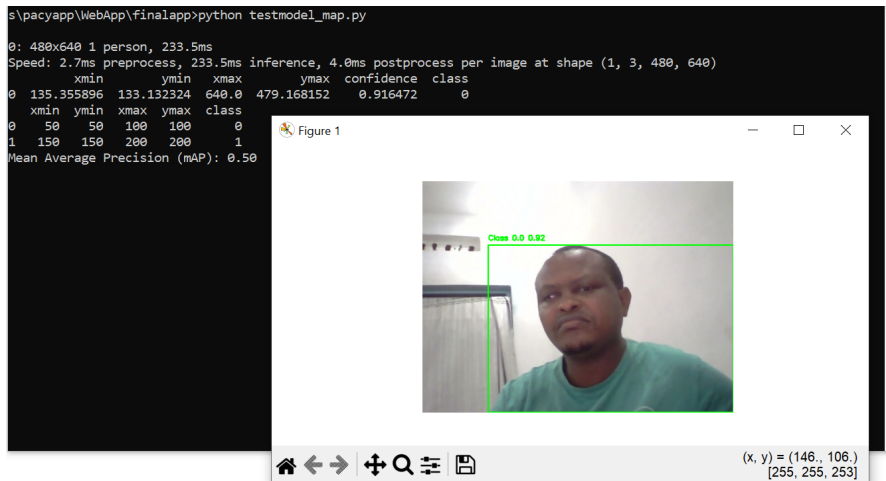 s\pacyapp\WebApp\finalapp>python testmodel_map.py
0: 480x640 1 person, 233.5ms
Speed: 2.7ms preprocess, 233.5ms inference, 4.0ms postprocess per image at shape (1, 3, 480, 640)
xmin ymin xmax ymax confidence class
0 135.355896 133.132324 640.0 479.168152 0.916472 0
xmin ymin xmax ymax class
0 50 50 100 100 0
1 150 150 200 200 1
Mean Average Precision (mAP): 0.50
Figure 1
Class 0.0 0.92
(x, y) = (146., 106.)
[255, 255, 253]